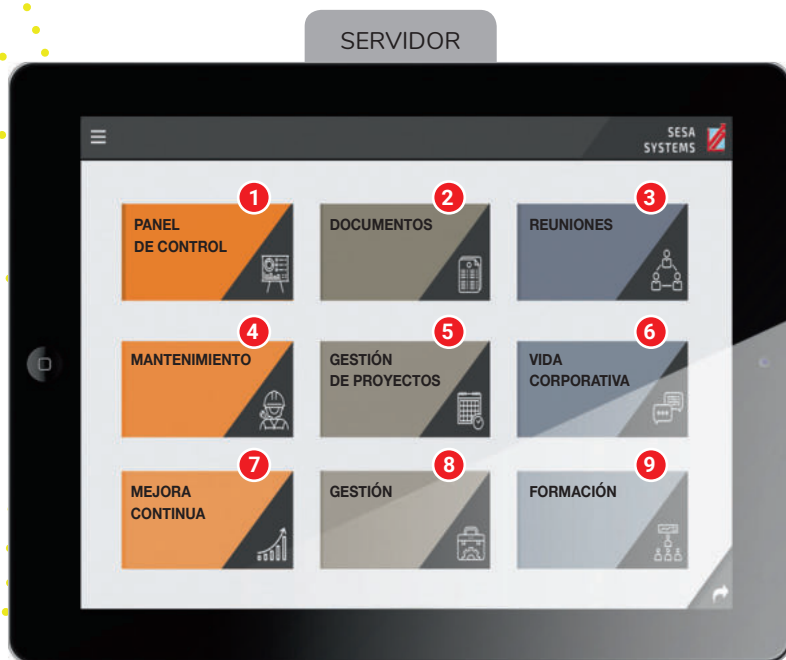 SERVIDOR
SESA
SYSTEMS
1
2
3
PANEL
DE CONTROL
DOCUMENTOS
REUNIONES
4
5
6
MANTENIMIENTO
GESTIÓN
DE PROYECTOS
VIDA
CORPORATIVA
7
8
9
MEJORA
CONTINUA
GESTIÓN
FORMACIÓN